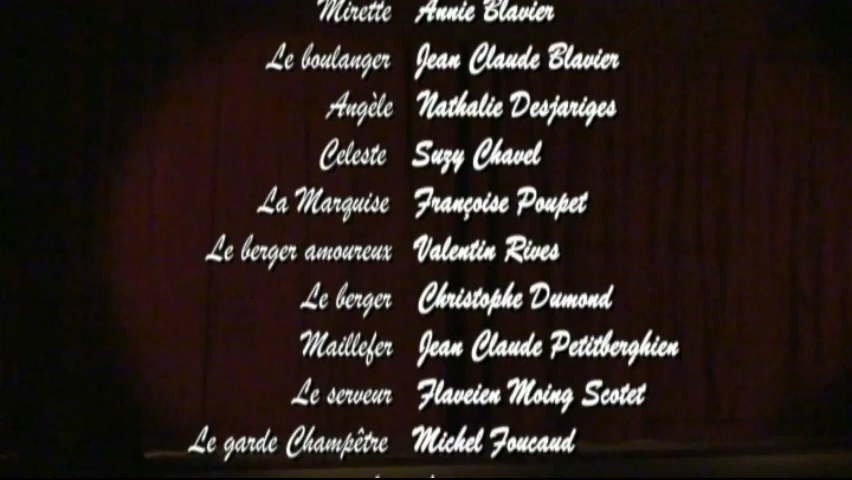 Mirette Annie Blavier
Le boulanger Jean Claude Blavier
Angèle Nathalie Desjariges
Celeste Suzy Chavel
La Marquise Françoise Poupet
Le berger amoureux Valentin Rives
Le berger Christophe Dumond
Maillefer Jean Claude Petitberghien
Le serveur Flaveien Moing Scotet
Le garde Champêtre Michel Foucaud